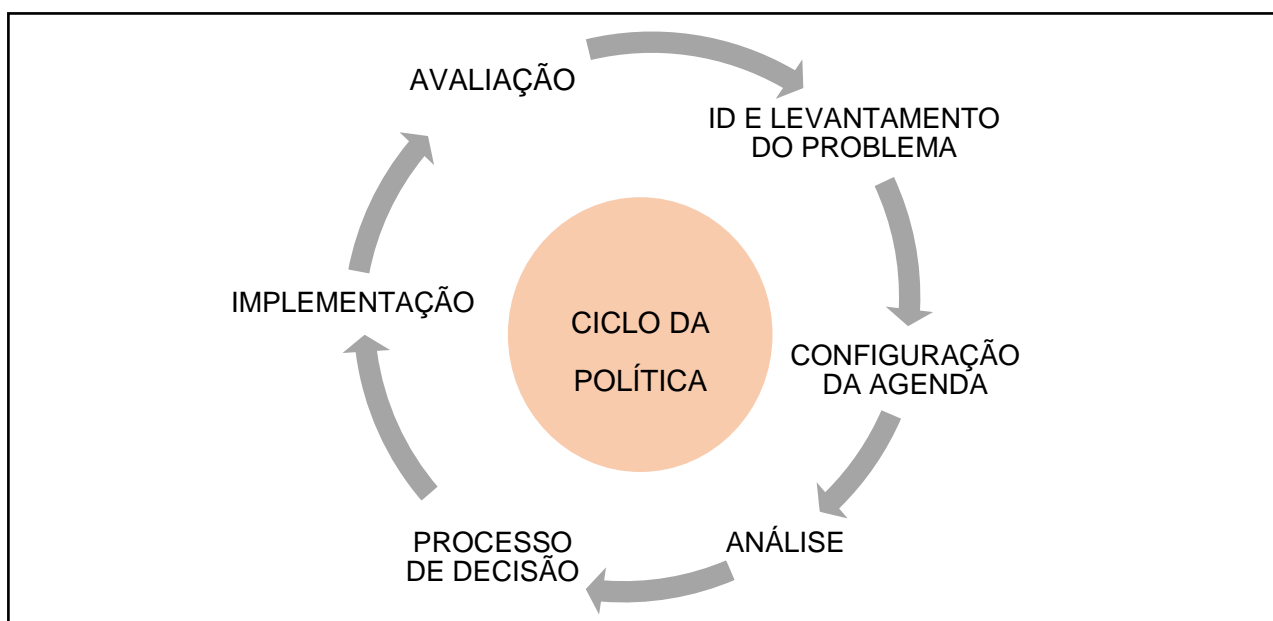 AVALIAÇÃO
ID E LEVANTAMENTO
DO PROBLEMA
IMPLEMENTAÇÃO
CICLO DA
POLÍTICA
CONFIGURAÇÃO
DA AGENDA
PROCESSO
DE DECISÃO
ANÁLISE